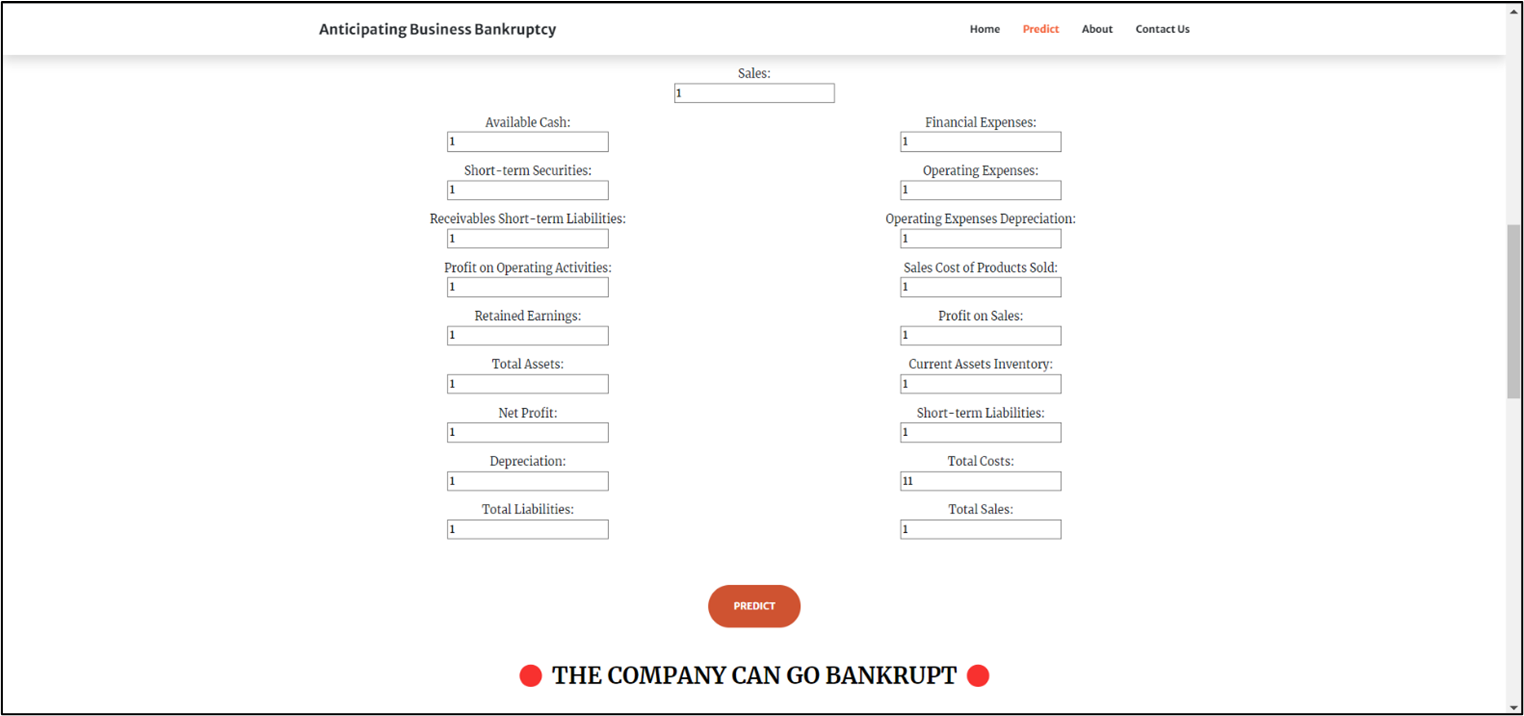 Anticipating Business Bankruptcy
Home Predict About Contact Us
Sales:
1
Available Cash: Financial Expenses:
1 1
Short-term Securities: Operating Expenses:
1 1
Receivables Short-term Liabilities: Operating Expenses Depreciation:
1 1
Profit on Operating Activities: Sales Cost of Products Sold:
1 1
Retained Earnings: Profit on Sales:
1 1
Total Assets: Current Assets Inventory:
1 1
Net Profit: Short-term Liabilities:
1 1
Depreciation: Total Costs:
1 11
Total Liabilities: Total Sales:
1 1
PREDICT
THE COMPANY CAN GO BANKRUPT